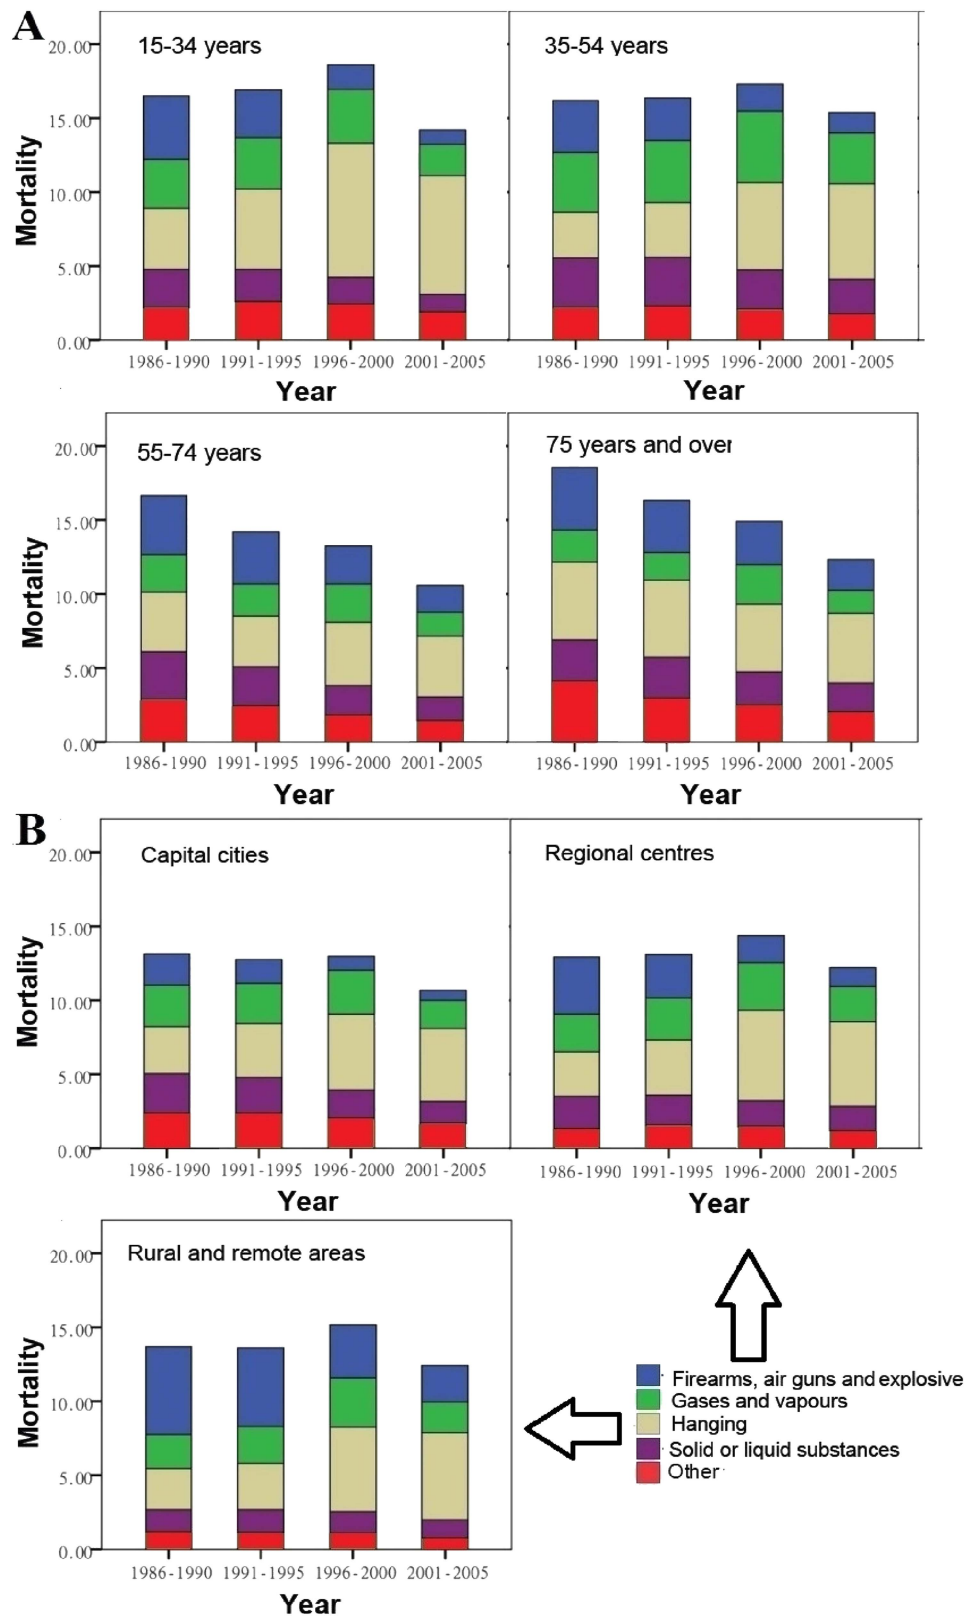 A
15-34 years
35-54 years
20.00
15.00
10.00
5.00
0.00
Mortality
1986-1990 1991-1995 1996-2000 2001-2005
1986-1990 1991-1995 1996-2000 2001-2005
Year
Year
55-74 years
75 years and over
20.00
15.00
10.00
5.00
0.00
Mortality
1986-1990 1991-1995 1996-2000 2001-2005
1986-1990 1991-1995 1996-2000 2001-2005
Year
Year
B
Capital cities
Regional centres
20.00
15.00
10.00
5.00
0.00
Mortality
1986-1990 1991-1995 1996-2000 2001-2005
1986-1990 1991-1995 1996-2000 2001-2005
Year
Year
Rural and remote areas
20.00
15.00
10.00
5.00
0.00
Mortality
1986-1990 1991-1995 1996-2000 2001-2005
Year
Firearms, air guns and explosive
Gases and vapours
Hanging
Solid or liquid substances
Other